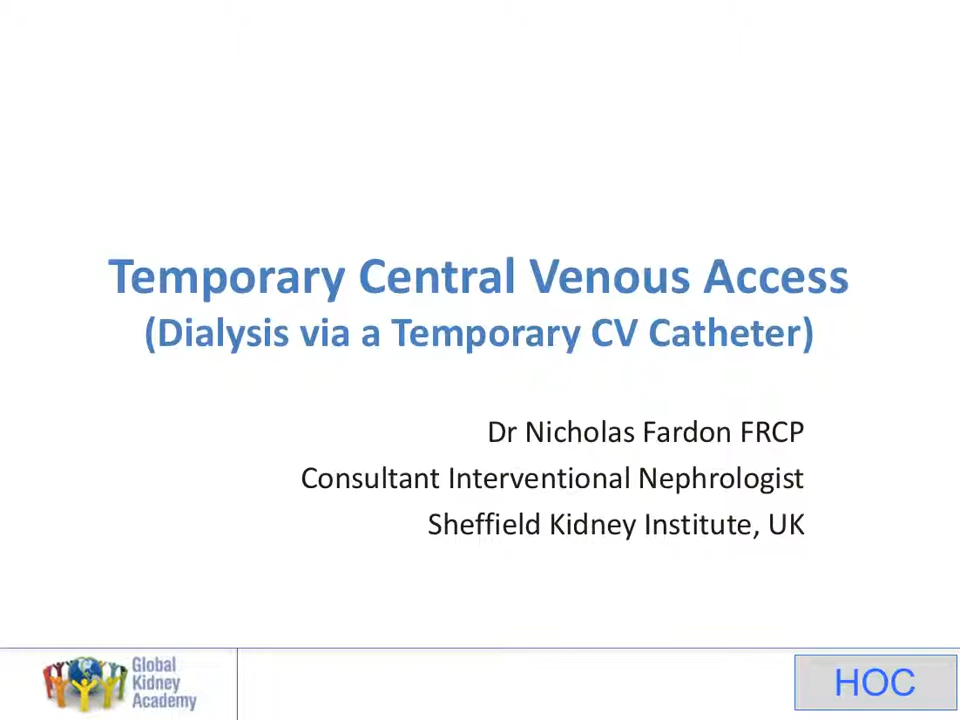 Temporary Central Venous Access
(Dialysis via a Temporary CV Catheter)
Dr Nicholas Fardon FRCP
Consultant Interventional Nephrologist
Sheffield Kidney Institute, UK
Global
Kidney
Academy
HOC